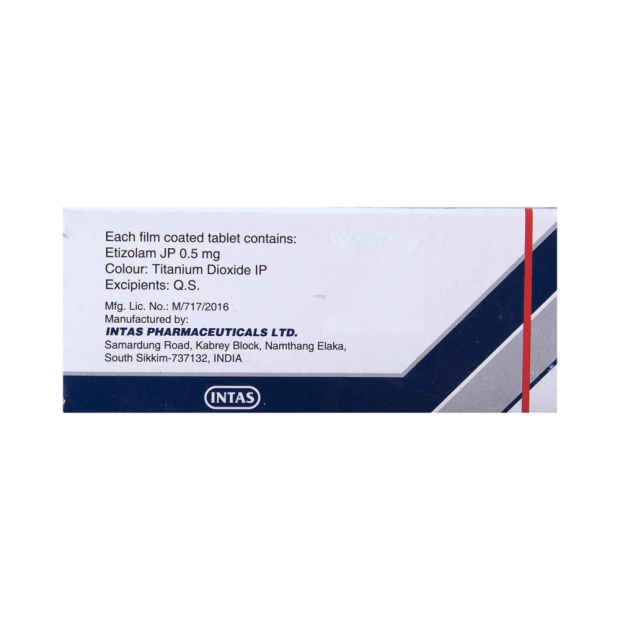 Each film coated tablet contains:
Etizolam JP 0.5 mg
Colour: Titanium Dioxide IP
Excipients: Q.S.
Mfg. Lic. No.: M/717/2016
Manufactured by:
INTAS PHARMACEUTICALS LTD.
Samardung Road, Kabrey Block, Namthang Elaka,
South Sikkim-737132, INDIA
INTAS